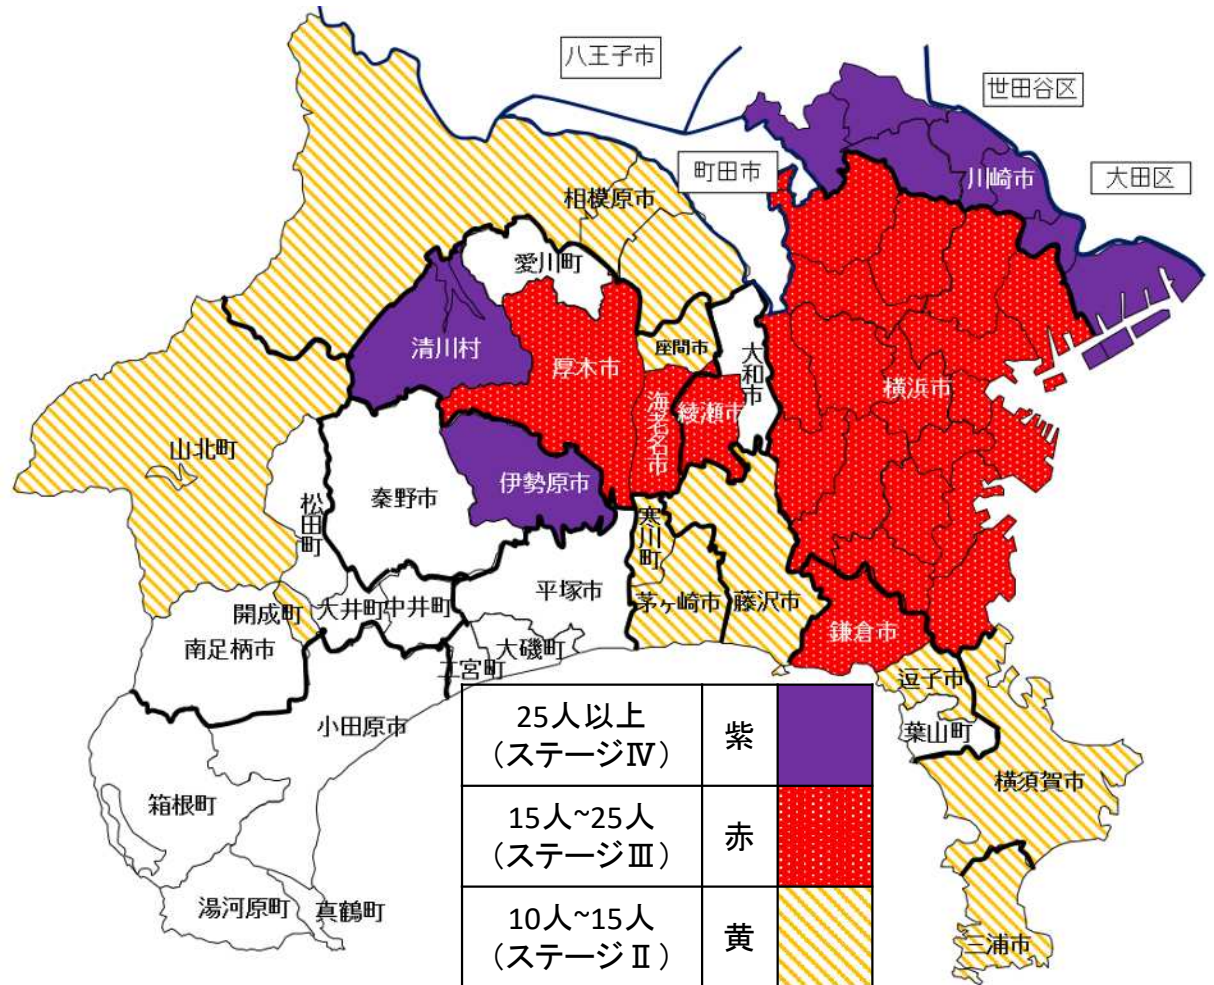 八王子市
世田谷区
町田市
川崎市
大田区
相模原市
愛川町
清川村
厚木市
座間市
大和市
横浜市
海老名市
綾瀬市
山北町
秦野市
伊勢原市
松田町
寒川町
平塚市
茅ヶ崎市
藤沢市
開成町
大井町
中井町
南足柄市
大磯町
二宮町
鎌倉市
逗子市
葉山町
小田原市
横須賀市
箱根町
湯河原町
真鶴町
三浦市
25人以上
（ステージⅣ）
紫
15人~25人
（ステージⅢ）
赤
10人~15人
（ステージⅡ）
黄